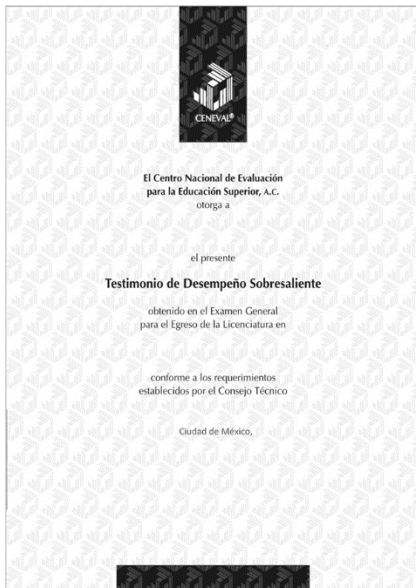 CENEVAL®
El Centro Nacional de Evaluación
para la Educación Superior, A.C.
otorga a
el presente
Testimonio de Desempeño Sobresaliente
obtenido en el Examen General
para el Egreso de la Licenciatura en
conforme a los requerimientos
establecidos por el Consejo Técnico
Ciudad de México,